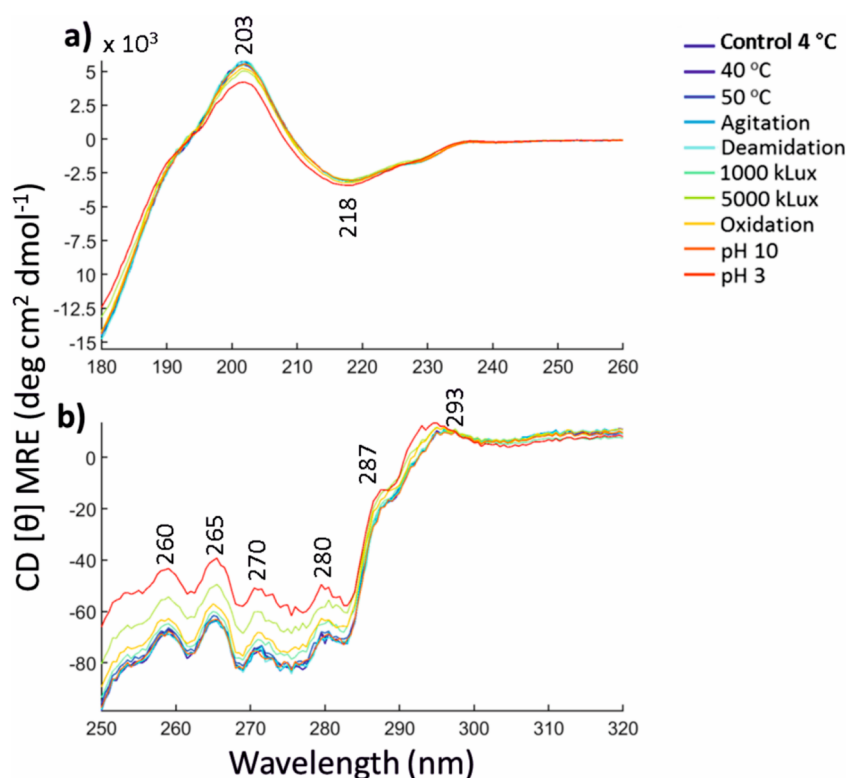 a)
x 10³
203
5
2.5
0
-2.5
-5
-7.5
10
-12.5
-15
218
180 190 200 210 220 230 240 250 260
Control 4 °C
40 °C
50 °C
Agitation
Deamidation
1000 kLux
5000 kLux
Oxidation
pH 10
pH 3
CD [θ] MRE (deg cm² dmol⁻¹)
b)
293
287
260 265 270 280
0
-20
-40
-60
-80
250 260 270 280 290 300 310 320
Wavelength (nm)